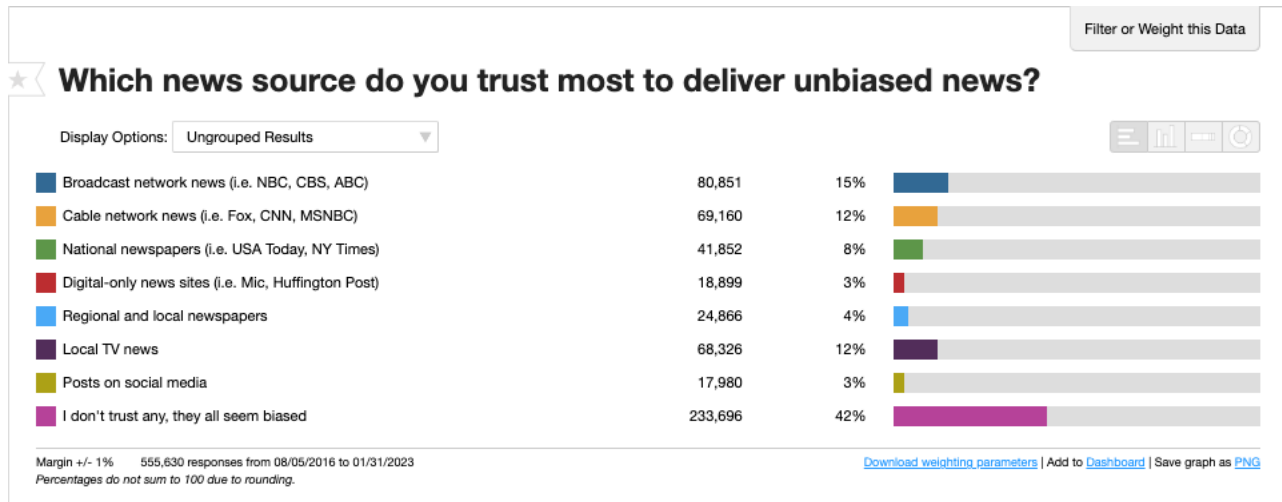 Filter or Weight this Data
Which news source do you trust most to deliver unbiased news?
Display Options: Ungrouped Results
Broadcast network news (i.e. NBC, CBS, ABC) 80,851 15%
Cable network news (i.e. Fox, CNN, MSNBC) 69,160 12%
National newspapers (i.e. USA Today, NY Times) 41,852 8%
Digital-only news sites (i.e. Mic, Huffington Post) 18,899 3%
Regional and local newspapers 24,866 4%
Local TV news 68,326 12%
Posts on social media 17,980 3%
I don't trust any, they all seem biased 233,696 42%
Margin +/- 1% 555,630 responses from 08/05/2016 to 01/31/2023 Download weighting parameters | Add to Dashboard | Save graph as PNG
Percentages do not sum to 100 due to rounding.